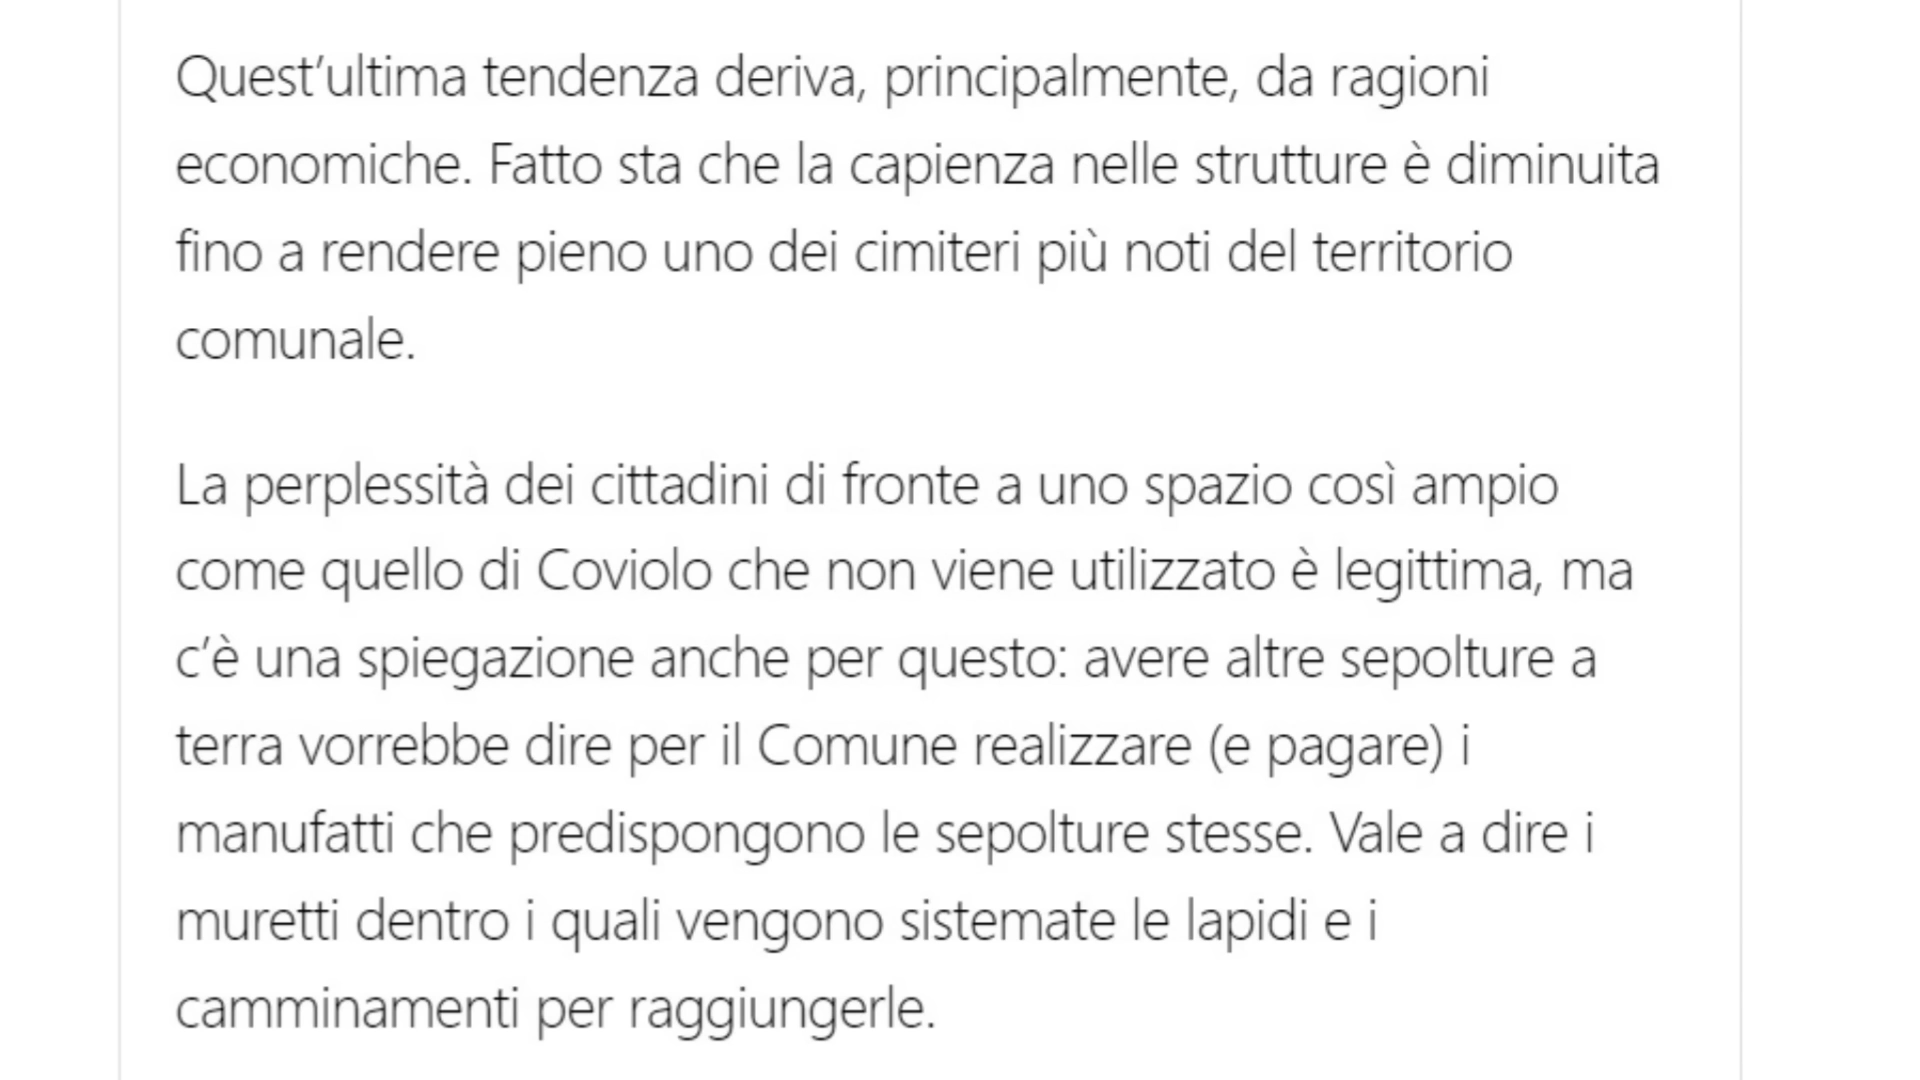 Quest’ultima tendenza deriva, principalmente, da ragioni
economiche. Fatto sta che la capienza nelle strutture è diminuita
fino a rendere pieno uno dei cimiteri più noti del territorio
comunale.
La perplessità dei cittadini di fronte a uno spazio così ampio
come quello di Coviolo che non viene utilizzato è legittima, ma
c’è una spiegazione anche per questo: avere altre sepolture a
terra vorrebbe dire per il Comune realizzare (e pagare) i
manufatti che predispongono le sepolture stesse. Vale a dire i
muretti dentro i quali vengono sistemate le lapidi e i
camminamenti per raggiungerle.